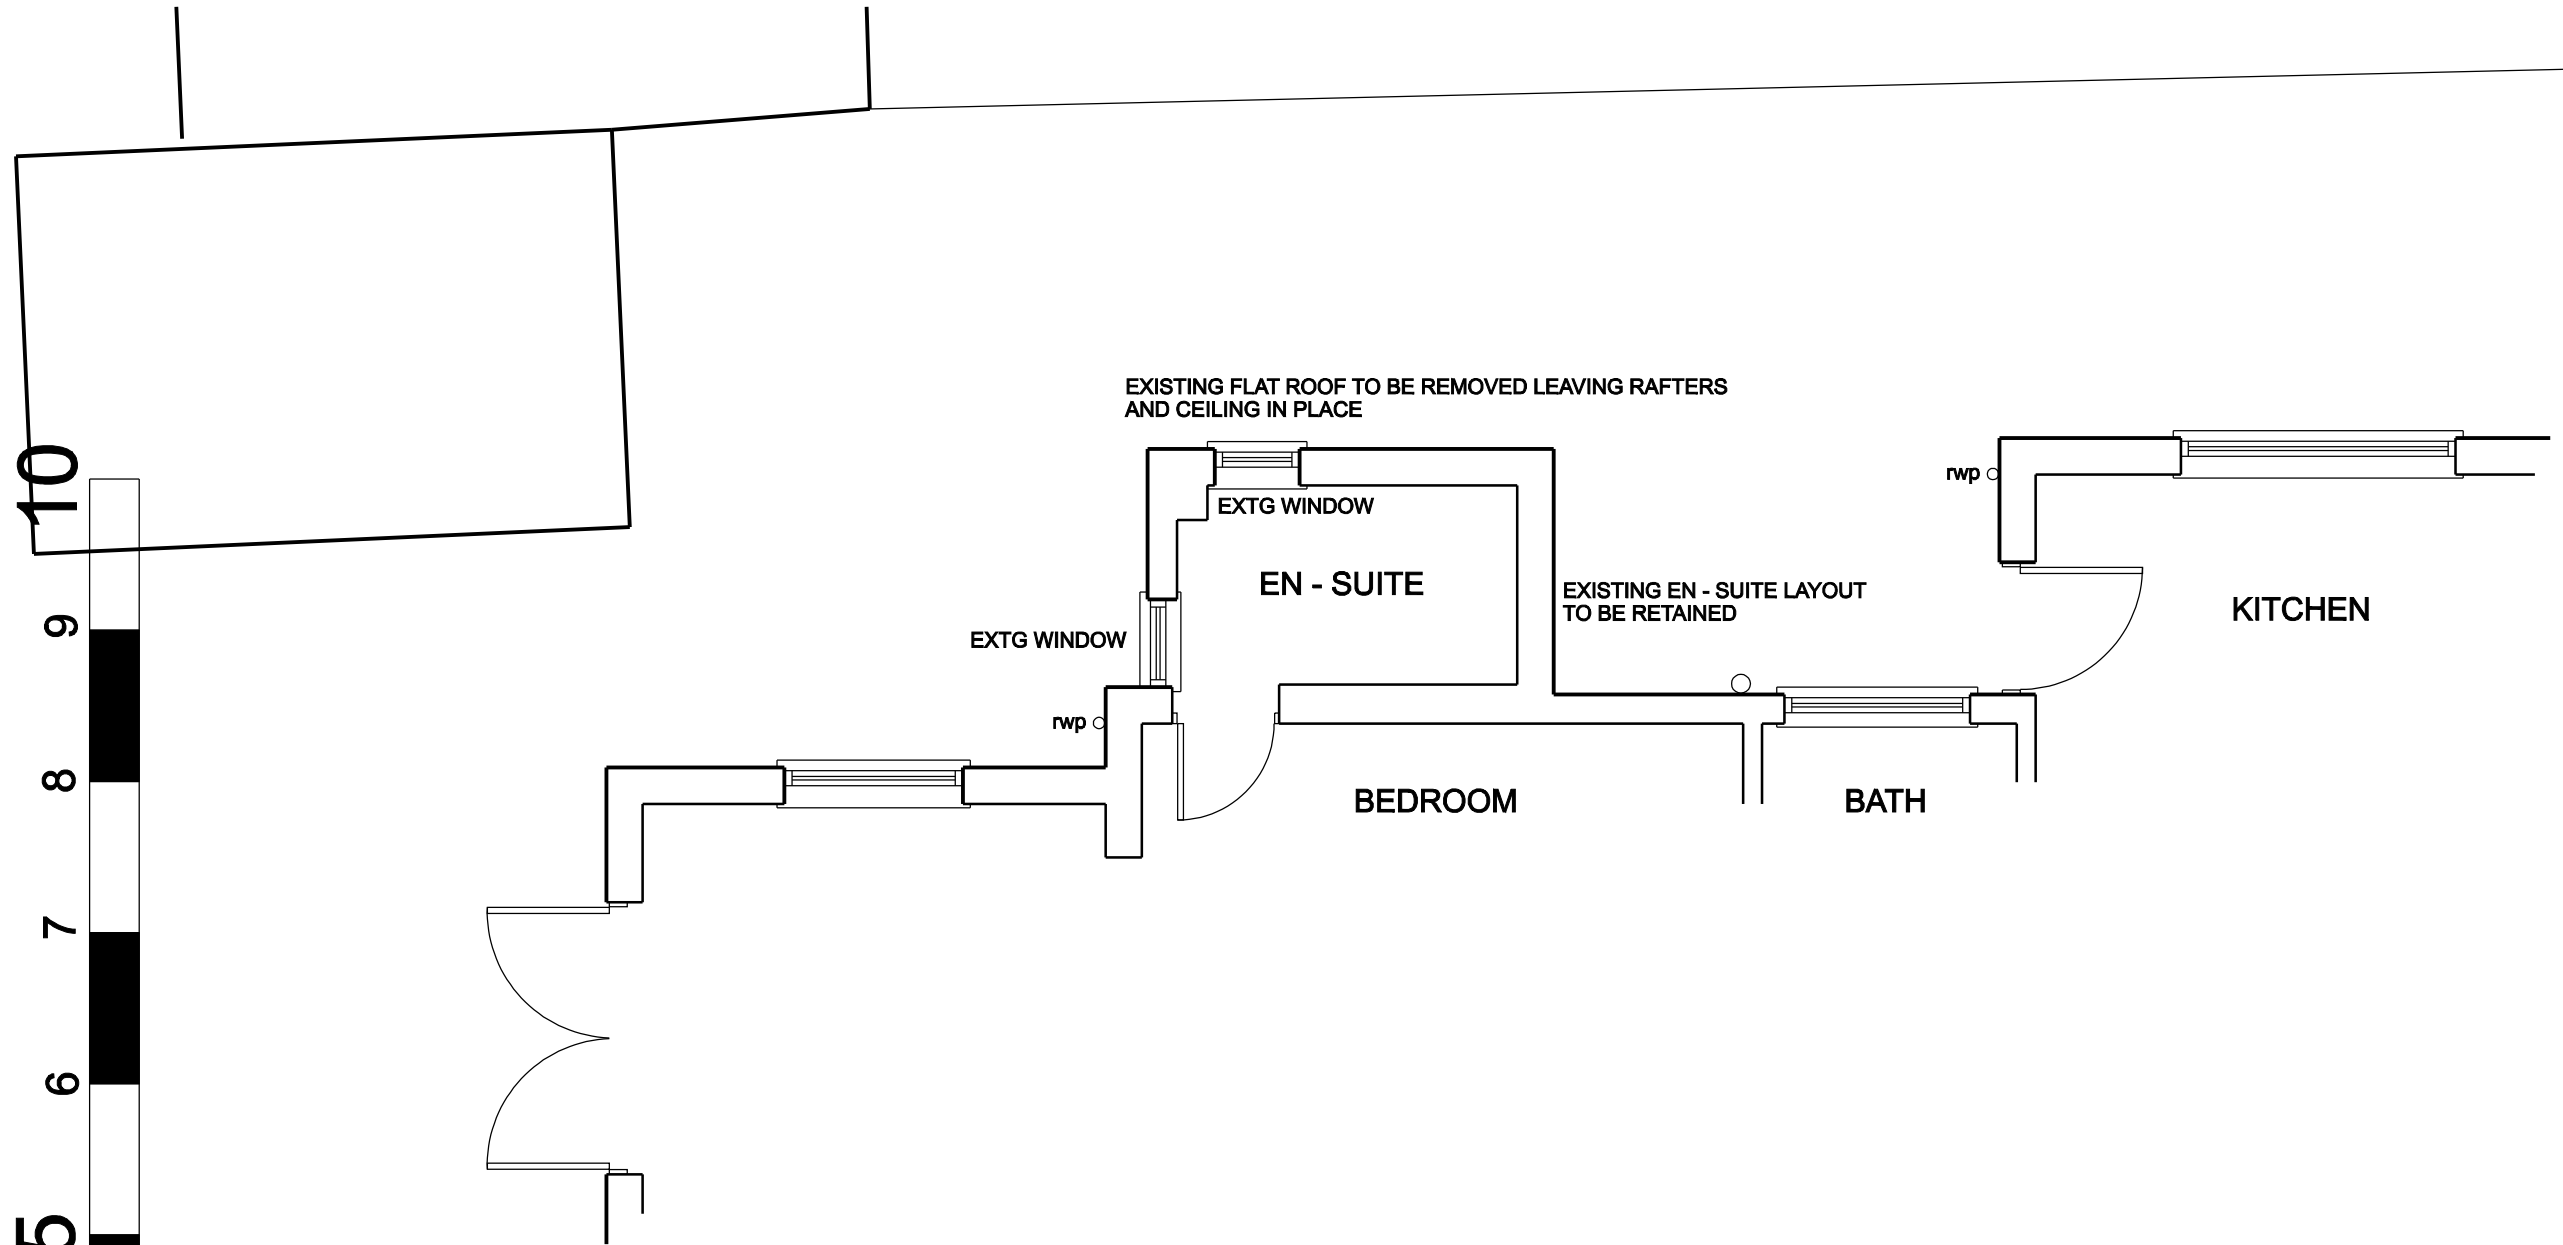 EXISTING FLAT ROOF TO BE REMOVED LEAVING RAFTERS
AND CEILING IN PLACE
10
rwp
EXTG WINDOW
EN - SUITE
EXISTING EN - SUITE LAYOUT
TO BE RETAINED
KITCHEN
9
EXTG WINDOW
rwp
8
BEDROOM
BATH
7
6
5